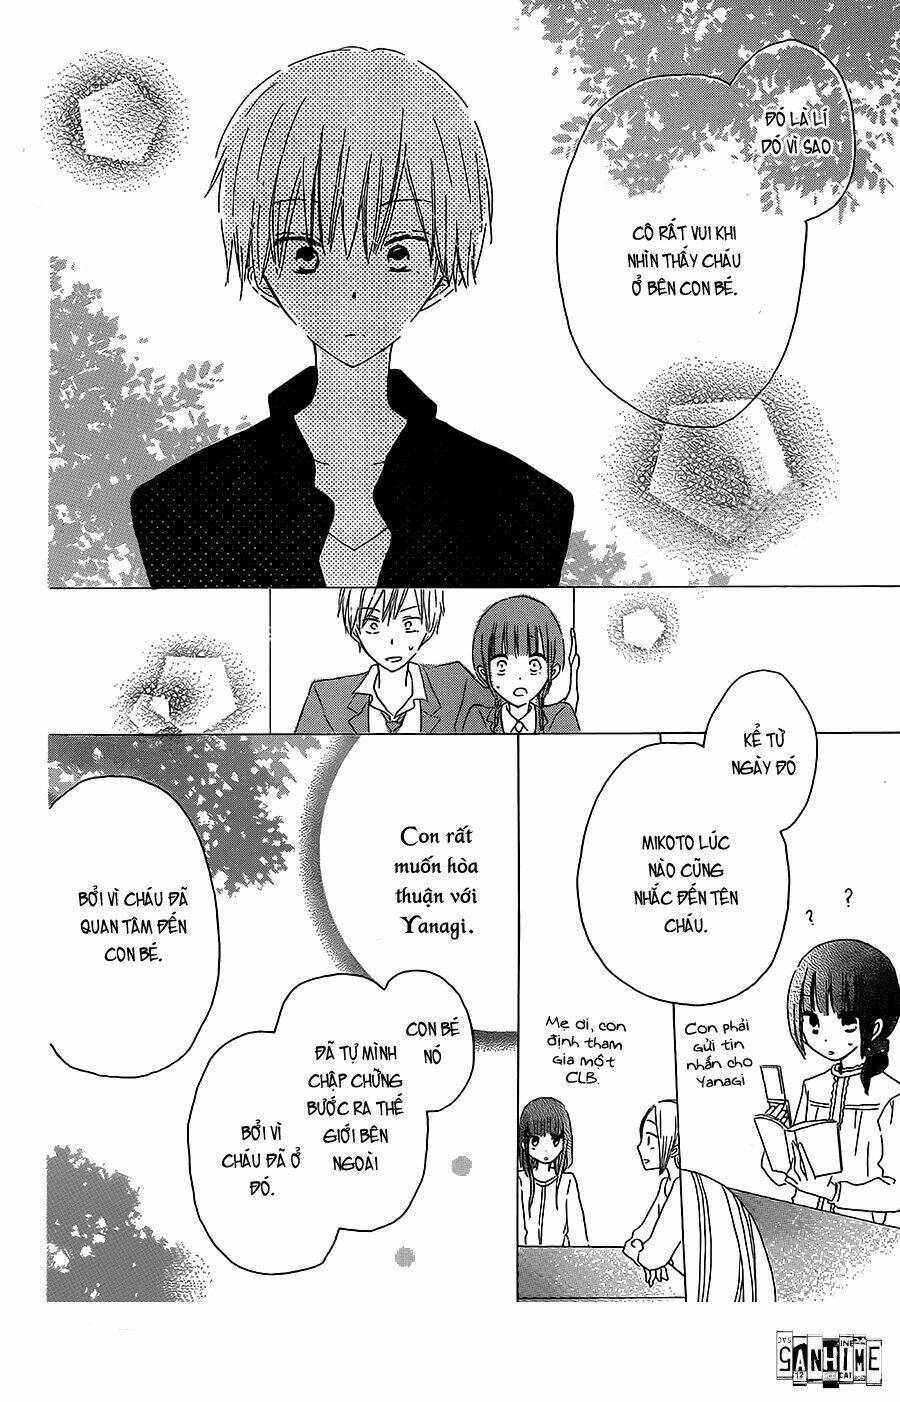 ĐÓ LÀ LÍ
DÓ VÌ SAO
CÔ RẤT VUI KHI
NHÌN THẤY CHÁU
Ở BÊN CON BÉ.
KỂ TỪ
NGÀY ĐÓ
MIKOTO LÚC
NÀO CŨNG
NHẮC ĐẾN TÊN
CHÁU.
?
?
Con phải
gửi tin
nhắn cho
Yanagi
Mẹ ơi, con
định tham
gia một
CLB.
Con rất
muốn hòa
thuận với
Yanagi.
BỞI VÌ CHÁU ĐÃ
QUAN TÂM ĐẾN
CON BÉ.
CON BÉ
NÓ
ĐÃ TỰ MÌNH
CHẬP CHỮNG
BƯỚC RA THẾ
GIỚI BÊN
NGOÀI
BỞI VÌ
CHÁU ĐÃ Ở
ĐÓ.
SANHIME